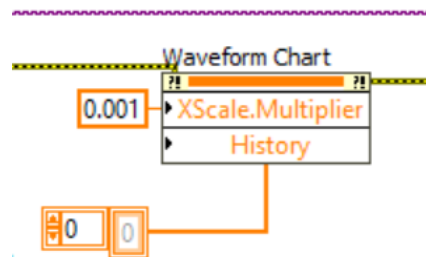 Waveform Chart
?! ?!
0.001 XScale.Multiplier
History
0 0